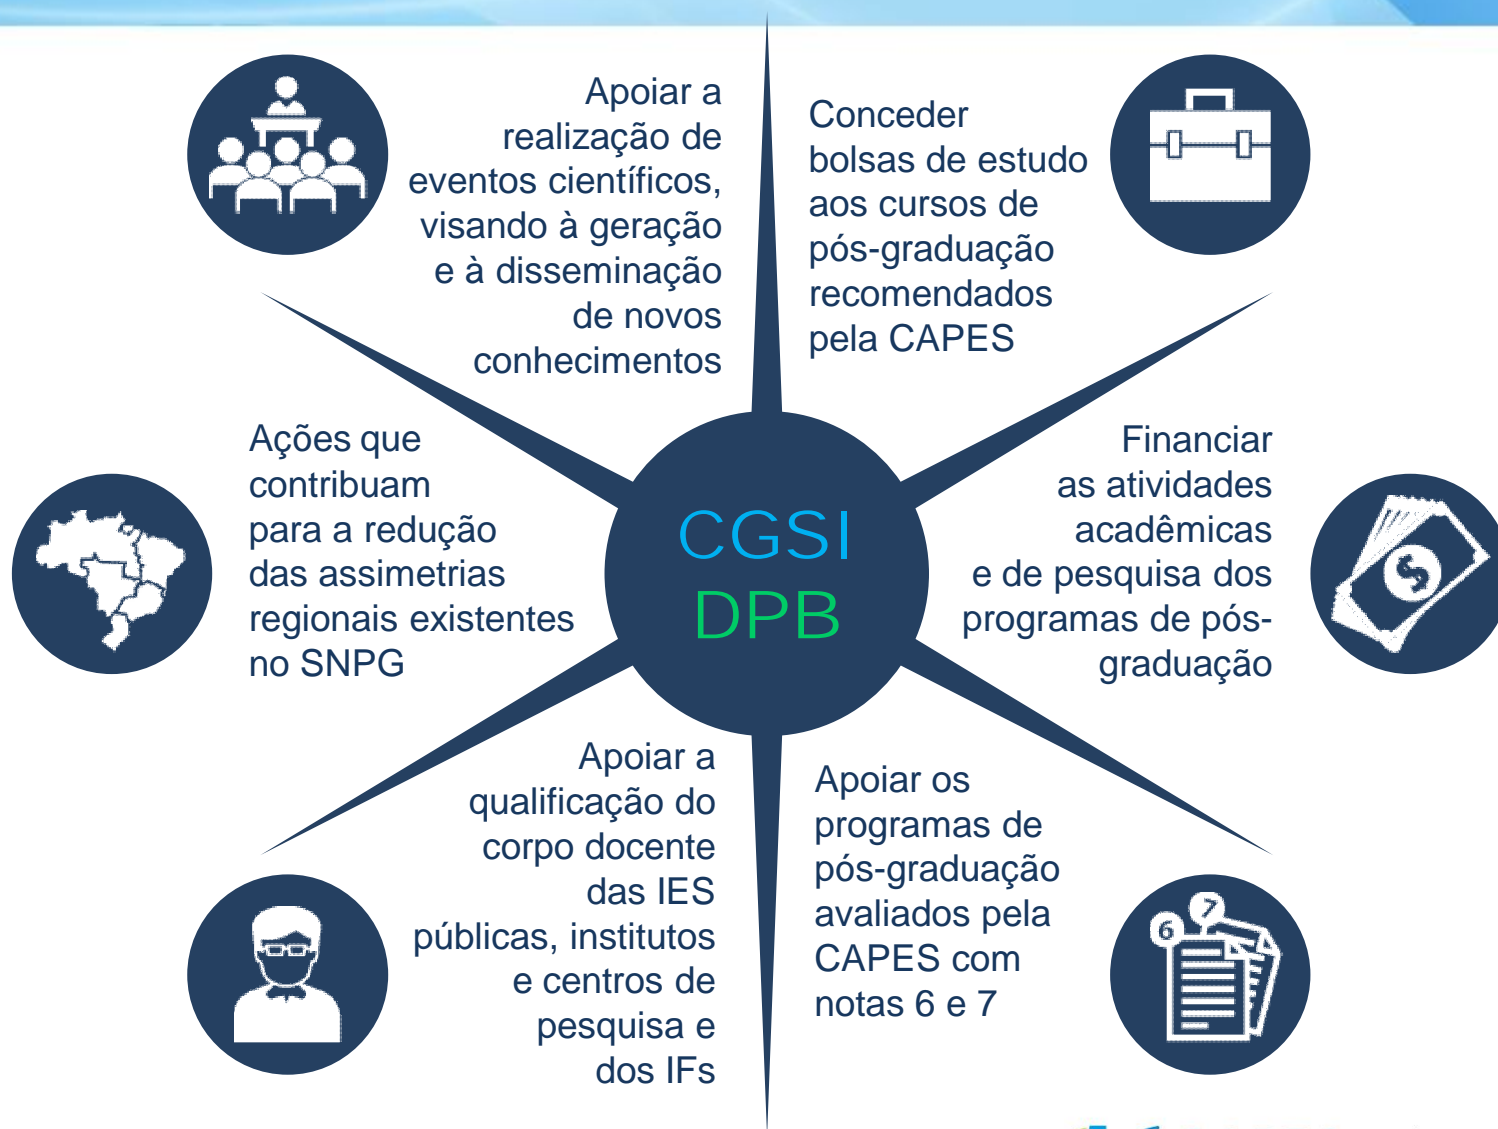 Apoiar a
realização de
eventos científicos,
visando à geração
e à disseminação
de novos
conhecimentos
Conceder
bolsas de estudo
aos cursos de
pós-graduação
recomendados
pela CAPES
Ações que
contribuam
para a redução
das assimetrias
regionais existentes
no SNPG
CGSI
DPB
Financiar
as atividades
acadêmicas
e de pesquisa dos
programas de pós-
graduação
$
Apoiar a
qualificação do
corpo docente
das IES
públicas, institutos
e centros de
pesquisa e
dos IFs
Apoiar os
programas de
pós-graduação
avaliados pela
CAPES com
notas 6 e 7
6
7